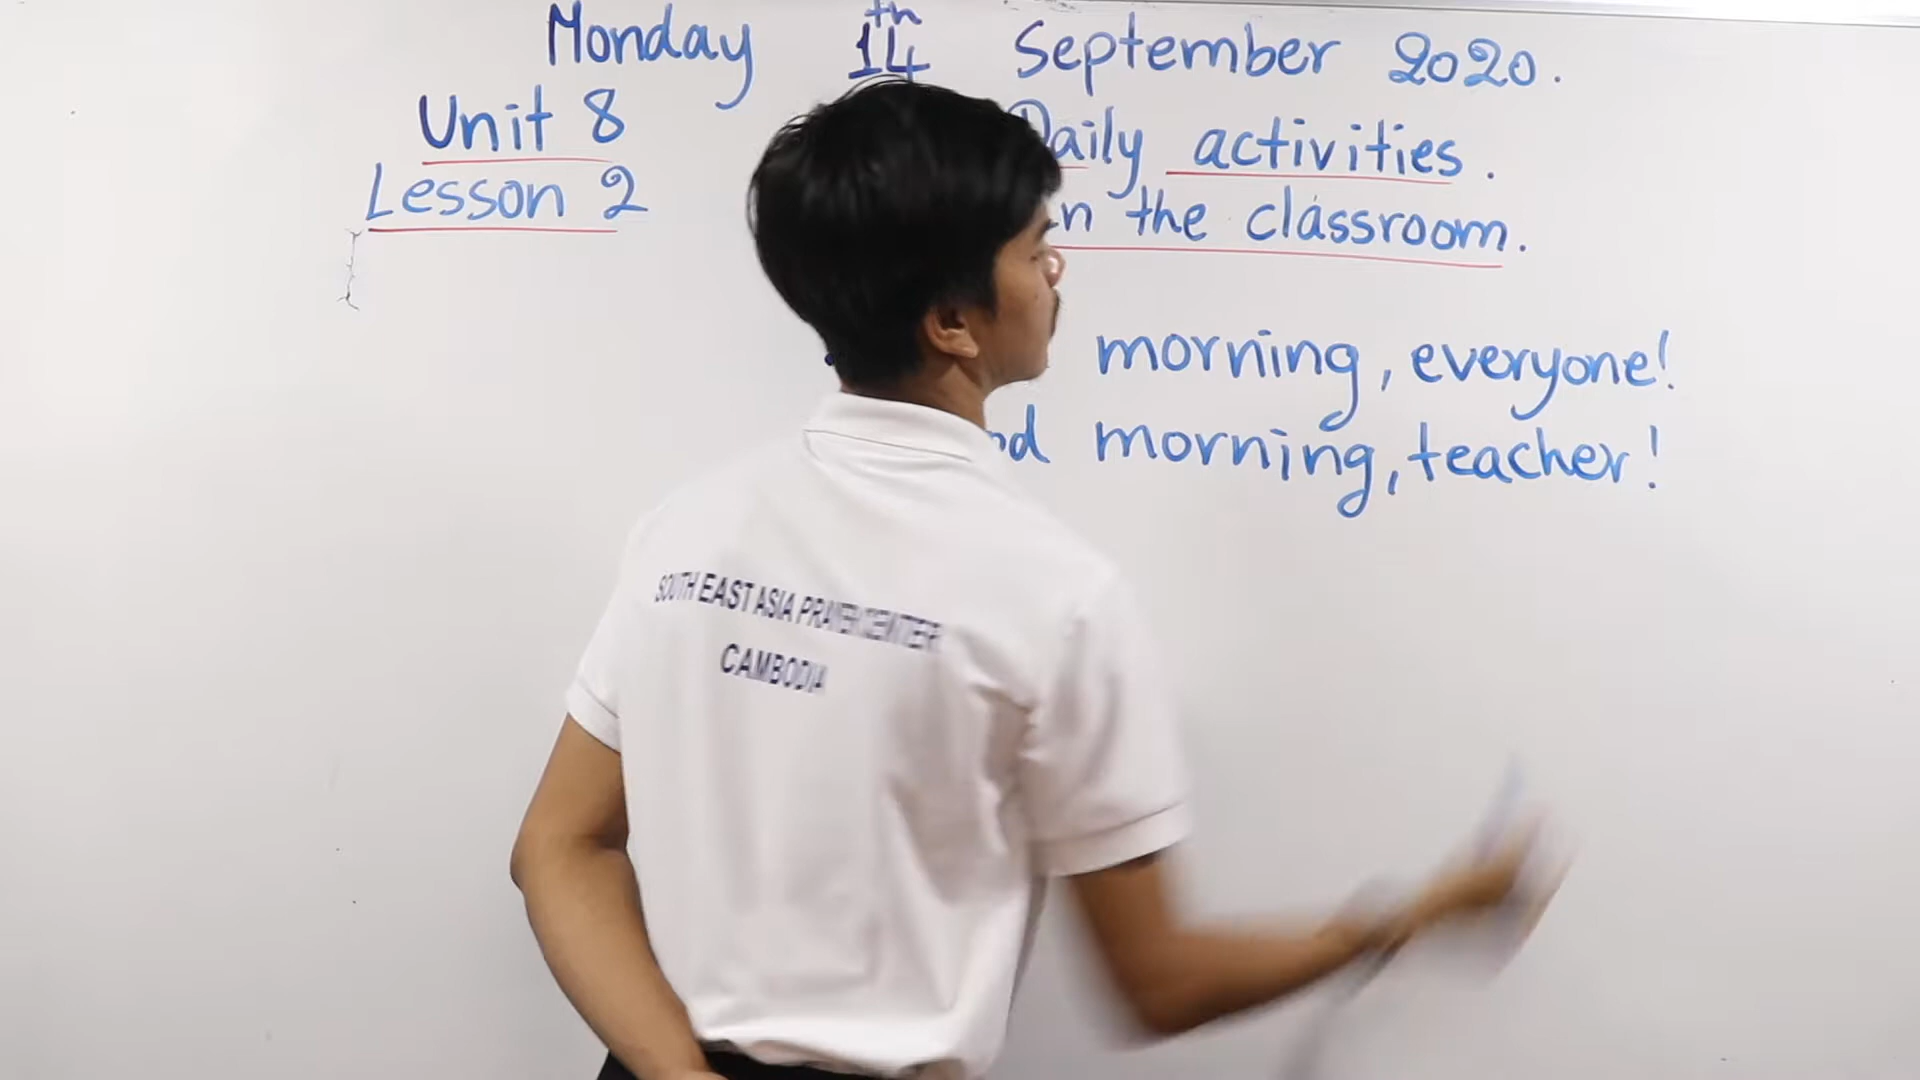 Monday 14th September 2020.
Unit 8 Daily activities.
Lesson 2 the classroom.
morning, everyone!
morning, teacher!
SOUTH EAST ASIA PRAYER CENTER
CAMBODIA